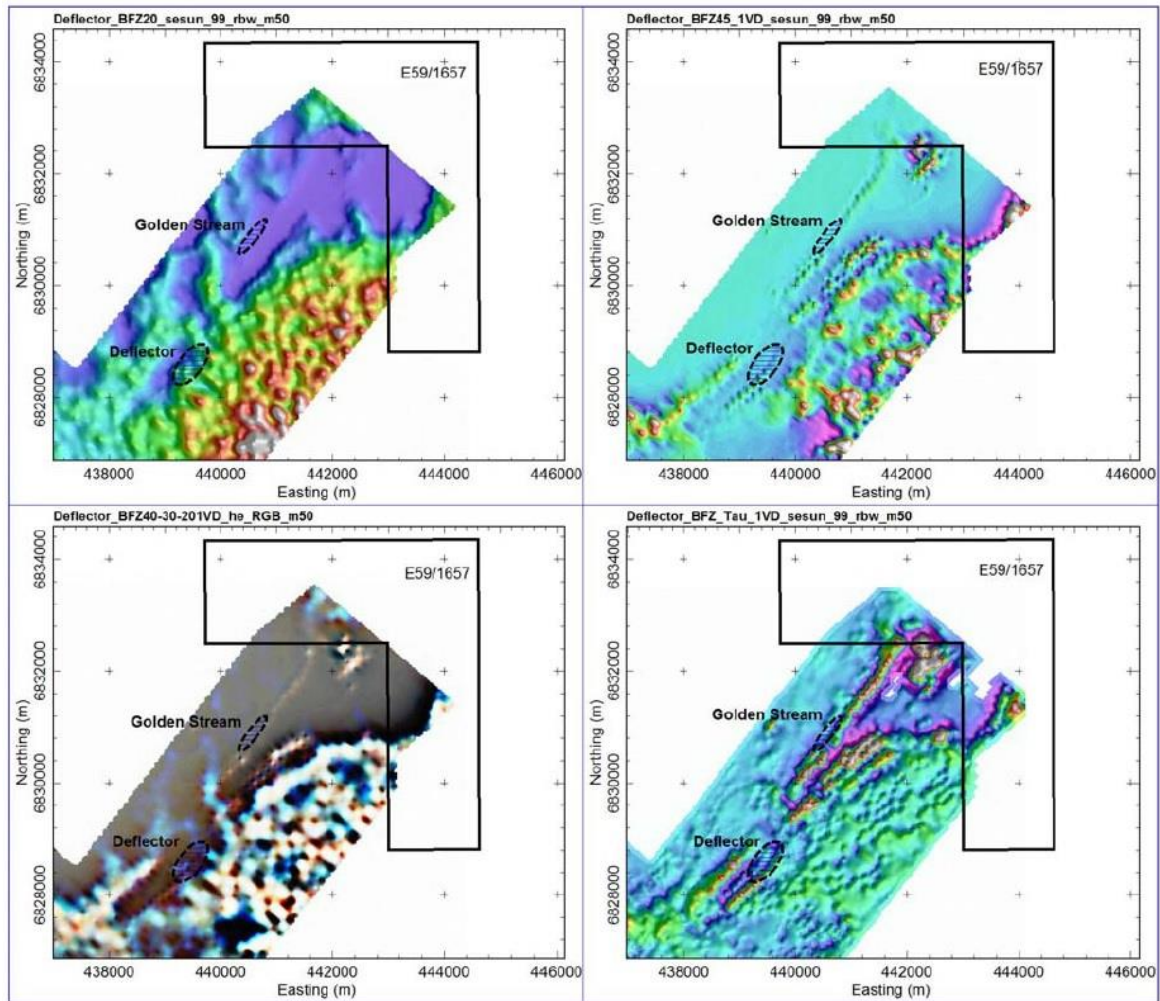 Deflector_BFZ20_sesun_99_rbw_m50
E59/1657
Golden Stream
Deflector
Northing (m)
6834000
6832000
6830000
6828000
438000 440000 442000 444000 446000
Easting (m)
Deflector_BFZ45_1VD_sesun_99_rbw_m50
E59/1657
Golden Stream
Deflector
Northing (m)
6834000
6832000
6830000
6828000
438000 440000 442000 444000 446000
Easting (m)
Deflector_BFZ40-30-201VD_he_RGB_m50
E59/1657
Golden Stream
Deflector
Northing (m)
6834000
6832000
6830000
6828000
438000 440000 442000 444000 446000
Easting (m)
Deflector_BFZ_Tau_1VD_sesun_99_rbw_m50
E59/1657
Golden Stream
Deflector
Northing (m)
6834000
6832000
6830000
6828000
438000 440000 442000 444000 446000
Easting (m)